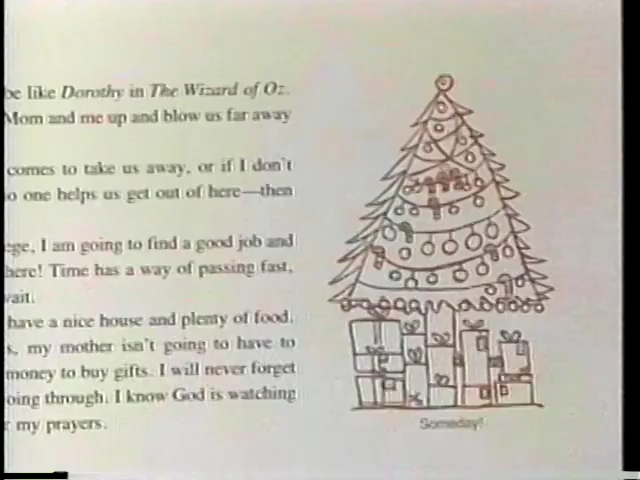 be like Dorothy in The Wizard of Oz.
Mom and me up and blow us far away
comes to take us away, or if I don't
o one helps us get out of here—then
ege, I am going to find a good job and
here! Time has a way of passing fast,
vait.
have a nice house and plenty of food.
s, my mother isn't going to have to
money to buy gifts. I will never forget
oing through. I know God is watching
r my prayers.
Someday!